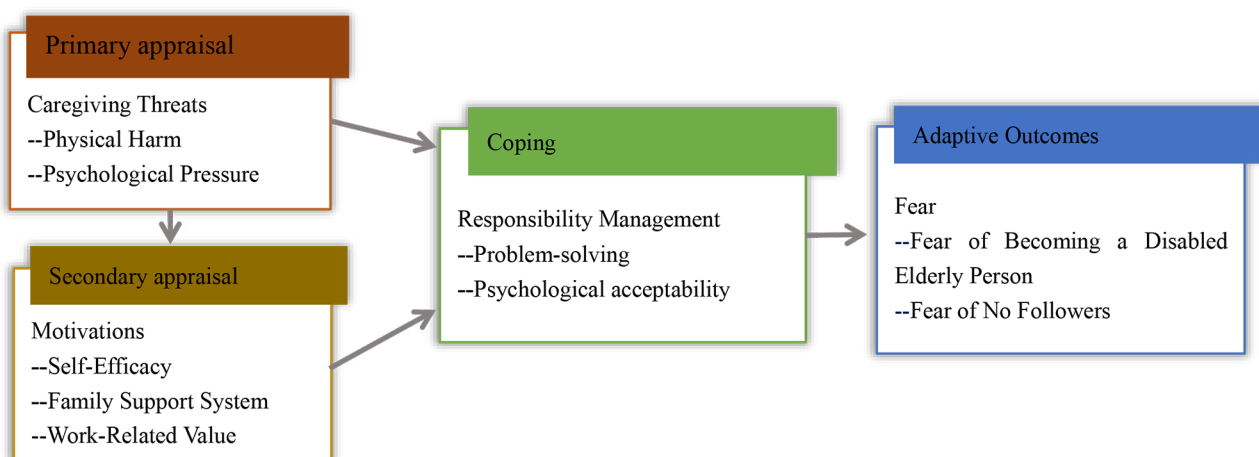 Primary appraisal
Caregiving Threats
--Physical Harm
--Psychological Pressure
Secondary appraisal
Motivations
--Self-Efficacy
--Family Support System
--Work-Related Value
Coping
Responsibility Management
--Problem-solving
--Psychological acceptability
Adaptive Outcomes
Fear
--Fear of Becoming a Disabled
Elderly Person
--Fear of No Followers